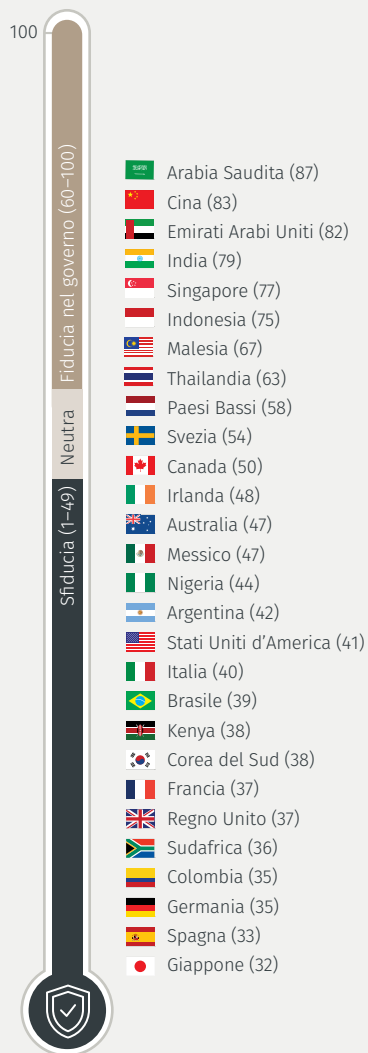 100
Fiducia nel governo (60–100)
Neutra
Sfiducia (1–49)
Arabia Saudita (87)
Cina (83)
Emirati Arabi Uniti (82)
India (79)
Singapore (77)
Indonesia (75)
Malesia (67)
Thailandia (63)
Paesi Bassi (58)
Svezia (54)
Canada (50)
Irlanda (48)
Australia (47)
Messico (47)
Nigeria (44)
Argentina (42)
Stati Uniti d’America (41)
Italia (40)
Brasile (39)
Kenya (38)
Corea del Sud (38)
Francia (37)
Regno Unito (37)
Sudafrica (36)
Colombia (35)
Germania (35)
Spagna (33)
Giappone (32)